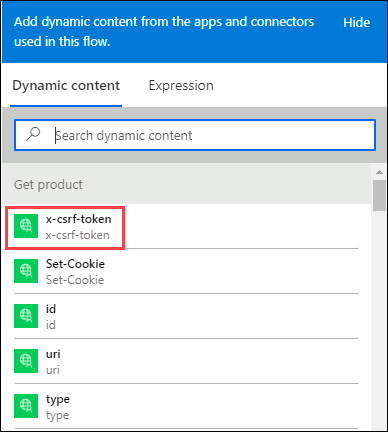 Add dynamic content from the apps and connectors
used in this flow.
Hide
Dynamic content
Expression
Search dynamic content
Get product
x-csrf-token
x-csrf-token
Set-Cookie
Set-Cookie
id
id
uri
uri
type
type